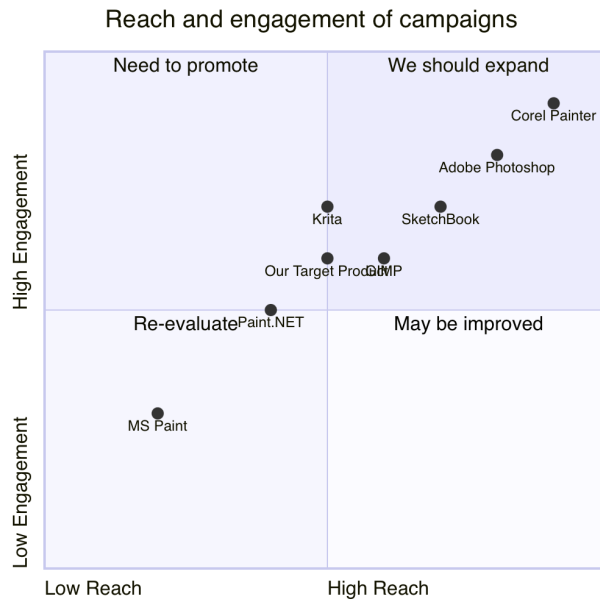 Reach and engagement of campaigns
Need to promote
We should expand
Corel Painter
Adobe Photoshop
Krita
SketchBook
Our Target Product
GIMP
High Engagement
Re-evaluate
Paint.NET
May be improved
MS Paint
Low Engagement
Low Reach
High Reach